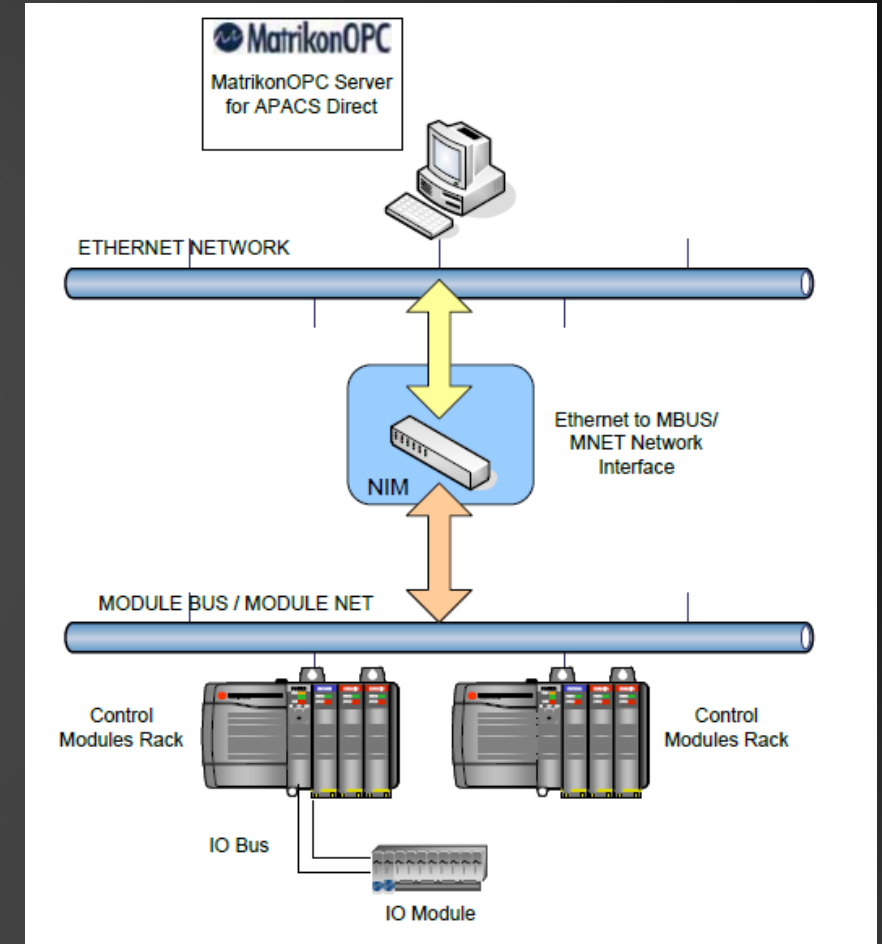 MatrikonOPC
MatrikonOPC Server
for APACS Direct
ETHERNET NETWORK
Ethernet to MBUS/
MNET Network
Interface
NIM
MODULE BUS / MODULE NET
Control
Modules Rack
Control
Modules Rack
IO Bus
IO Module